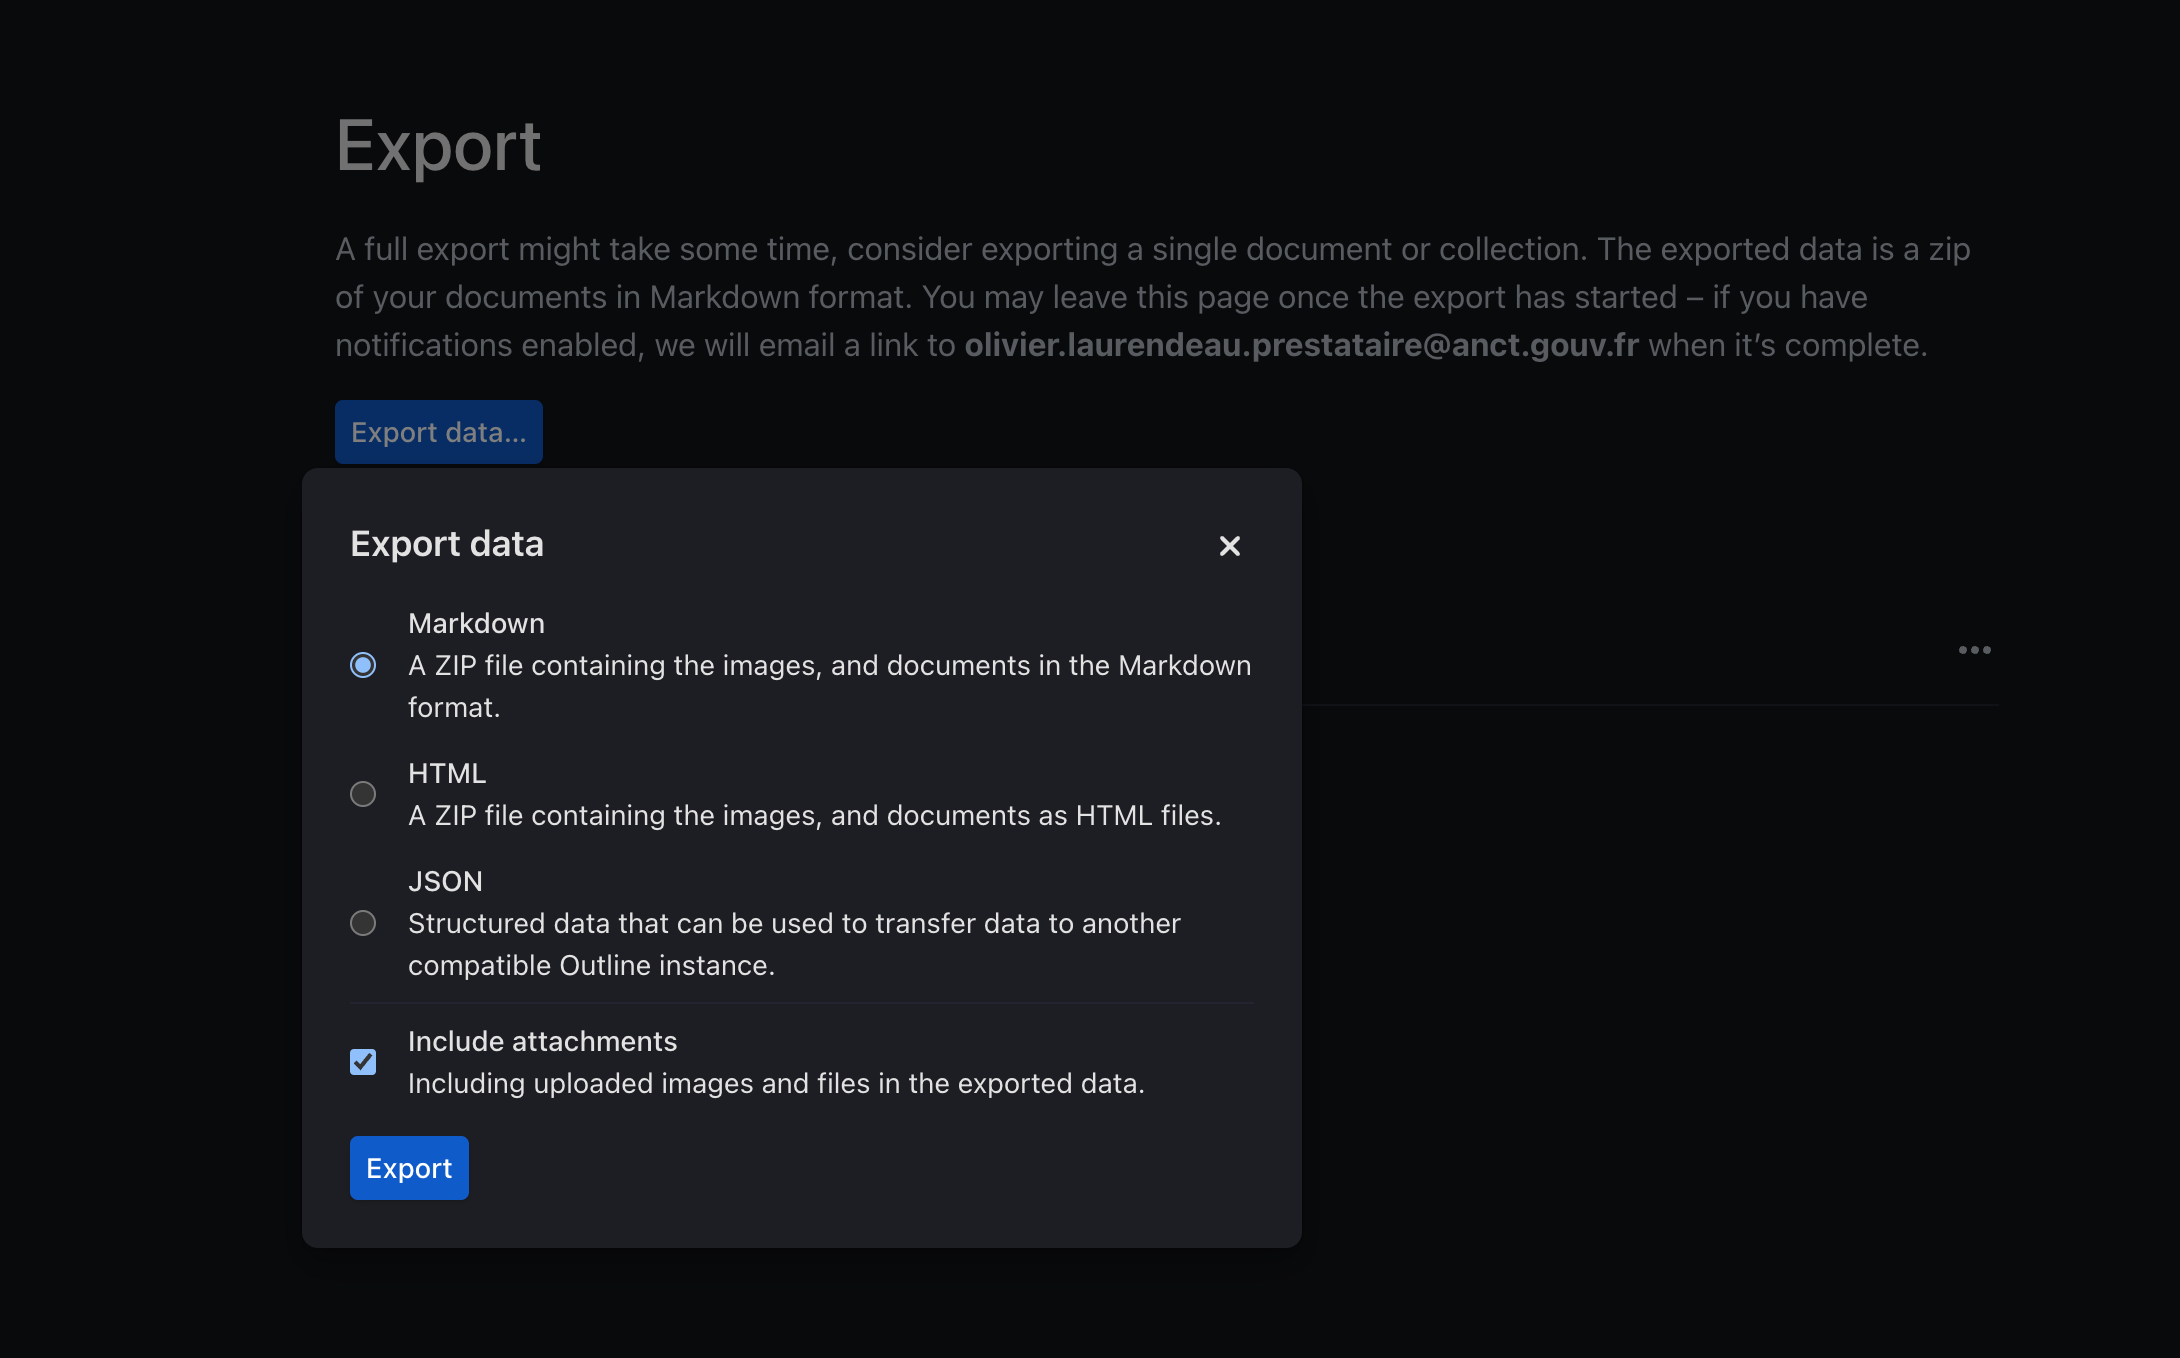 Export
A full export might take some time, consider exporting a single document or collection. The exported data is a zip
of your documents in Markdown format. You may leave this page once the export has started – if you have
notifications enabled, we will email a link to olivier.laurendeau.prestataire@anct.gouv.fr when it’s complete.
Export data...
Export data
Markdown
A ZIP file containing the images, and documents in the Markdown
format.
HTML
A ZIP file containing the images, and documents as HTML files.
JSON
Structured data that can be used to transfer data to another
compatible Outline instance.
Include attachments
Including uploaded images and files in the exported data.
Export